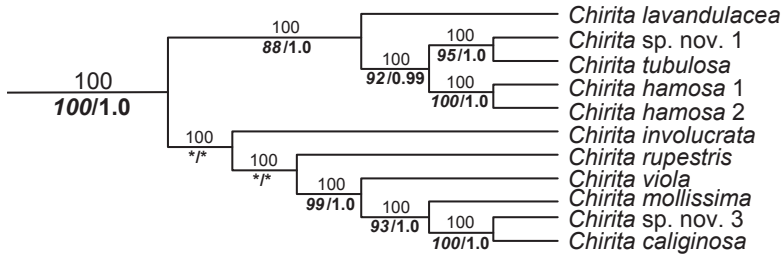 Chirita lavandulacea
100
88/1.0
100
Chirita sp. nov. 1
95/1.0
100
92/0.99
Chirita tubulosa
100
100/1.0
100
Chirita hamosa 1
100/1.0
Chirita hamosa 2
100
*/*
Chirita involucrata
100
*/*
Chirita rupestris
100
99/1.0
Chirita viola
100
93/1.0
Chirita mollissima
100
100/1.0
Chirita sp. nov. 3
Chirita caliginosa